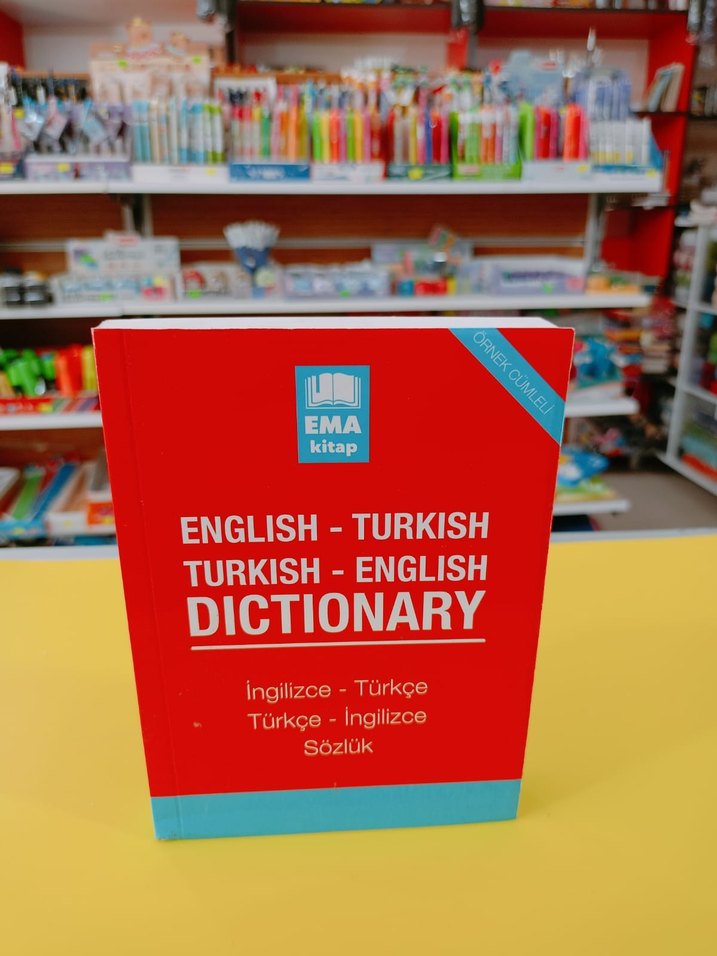 ÖRNEK CÜMLELİ
EMA
kitap
ENGLISH - TURKISH
TURKISH - ENGLISH
DICTIONARY
İngilizce - Türkçe
Türkçe - İngilizce
Sözlük